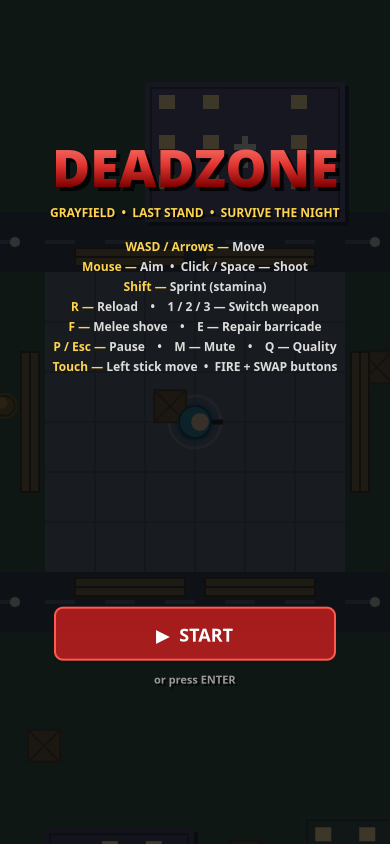 DEADZONE
GRAYFIELD • LAST STAND • SURVIVE THE NIGHT
WASD / Arrows — Move
Mouse — Aim • Click / Space — Shoot
Shift — Sprint (stamina)
R — Reload • 1 / 2 / 3 — Switch weapon
F — Melee shove • E — Repair barricade
P / Esc — Pause • M — Mute • Q — Quality
Touch — Left stick move • FIRE + SWAP buttons
▶ START
or press ENTER